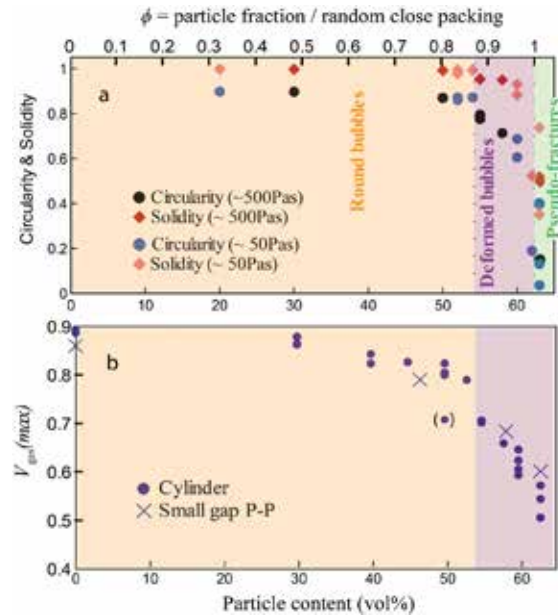 ϕ = particle fraction / random close packing
0 0.1 0.2 0.3 0.4 0.5 0.6 0.7 0.8 0.9 1
a
Circularity & Solidity
1
0.8
0.6
0.4
0.2
0
Round bubbles
Deformed bubbles
Pseudo-fracture
Circularity (~500Pas)
Solidity (~ 500Pas)
Circularity (~ 50Pas)
Solidity (~ 50Pas)
0 10 20 30 40 50 60
b
Vgas(max)
0.9
0.8
0.7
0.6
0.5
0.4
( )
Cylinder
Small gap P-P
0 10 20 30 40 50 60
Particle content (vol%)